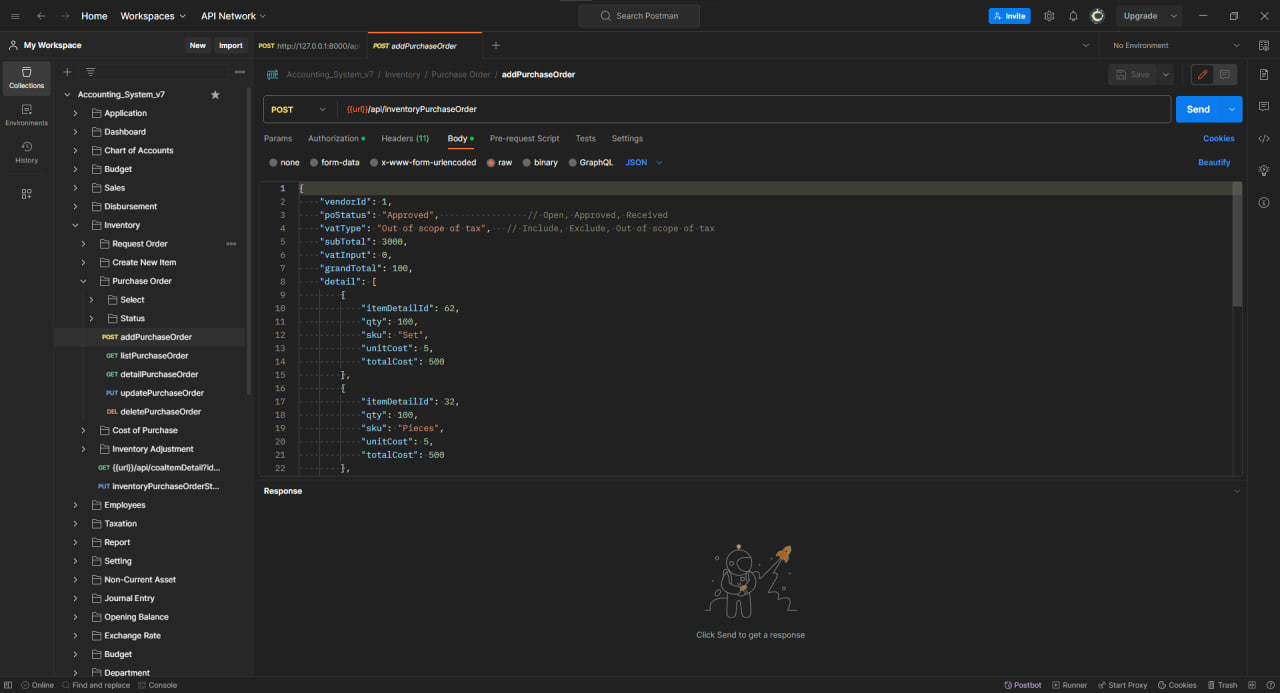 Home Workspaces API Network Search Postman Invite Upgrade
My Workspace New Import POST http://127.0.0.1:8000/api POST addPurchaseOrder No Environment
Collections
Environments
History
Accounting_System_v7
Application
Dashboard
Chart of Accounts
Budget
Sales
Disbursement
Inventory
Request Order
Create New Item
Purchase Order
Select
Status
POST addPurchaseOrder
GET listPurchaseOrder
GET detailPurchaseOrder
PUT updatePurchaseOrder
DEL deletePurchaseOrder
Cost of Purchase
Inventory Adjustment
GET {{url}}/api/coaItemDetail?id...
PUT inventoryPurchaseOrderSt...
Employees
Taxation
Report
Setting
Non-Current Asset
Journal Entry
Opening Balance
Exchange Rate
Budget
Department
HTTP Accounting_System_v7 / Inventory / Purchase Order / addPurchaseOrder Save
POST {{url}}/api/inventoryPurchaseOrder Send
Params Authorization Headers (11) Body Pre-request Script Tests Settings Cookies
none form-data x-www-form-urlencoded raw binary GraphQL JSON Beautify
1 {
2 "vendorId": 1,
3 "poStatus": "Approved", // Open, Approved, Received
4 "vatType": "Out of scope of tax", // Include, Exclude, Out of scope of tax
5 "subTotal": 3000,
6 "vatInput": 0,
7 "grandTotal": 100,
8 "detail": [
9 {
10 "itemDetailId": 62,
11 "qty": 100,
12 "sku": "Set",
13 "unitCost": 5,
14 "totalCost": 500
15 },
16 {
17 "itemDetailId": 32,
18 "qty": 100,
19 "sku": "Pieces",
20 "unitCost": 5,
21 "totalCost": 500
22 },
Response
Click Send to get a response
Online Find and replace Console Postbot Runner Start Proxy Cookies Trash